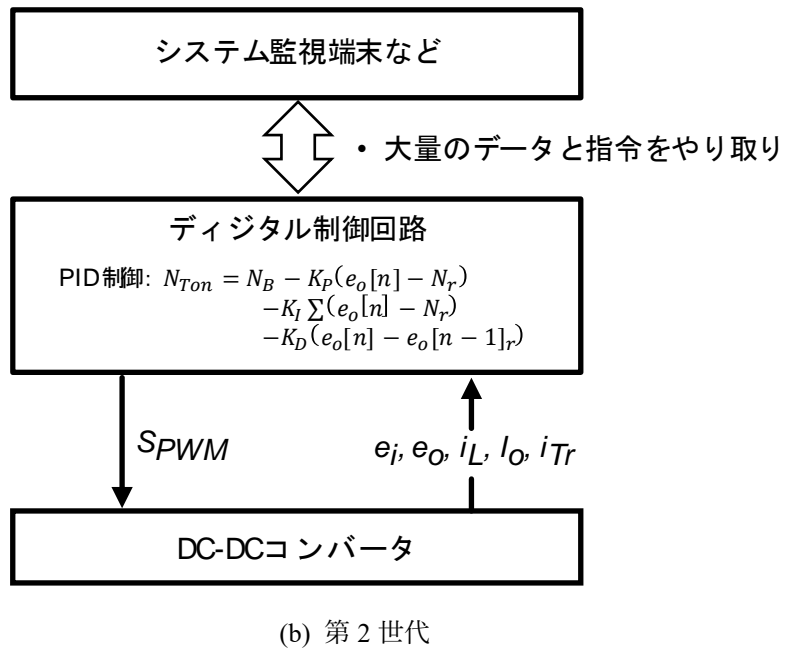 システム監視端末など
・ 大量のデータと指令をやり取り
ディジタル制御回路
PID制御: N_{Ton} = N_B − K_P(e_o[n] − N_r)
−K_I ∑(e_o[n] − N_r)
−K_D(e_o[n] − e_o[n − 1]_r)
S_{PWM}
e_i, e_o, i_L, I_o, i_{Tr}
DC-DCコンバータ
(b) 第 2 世代